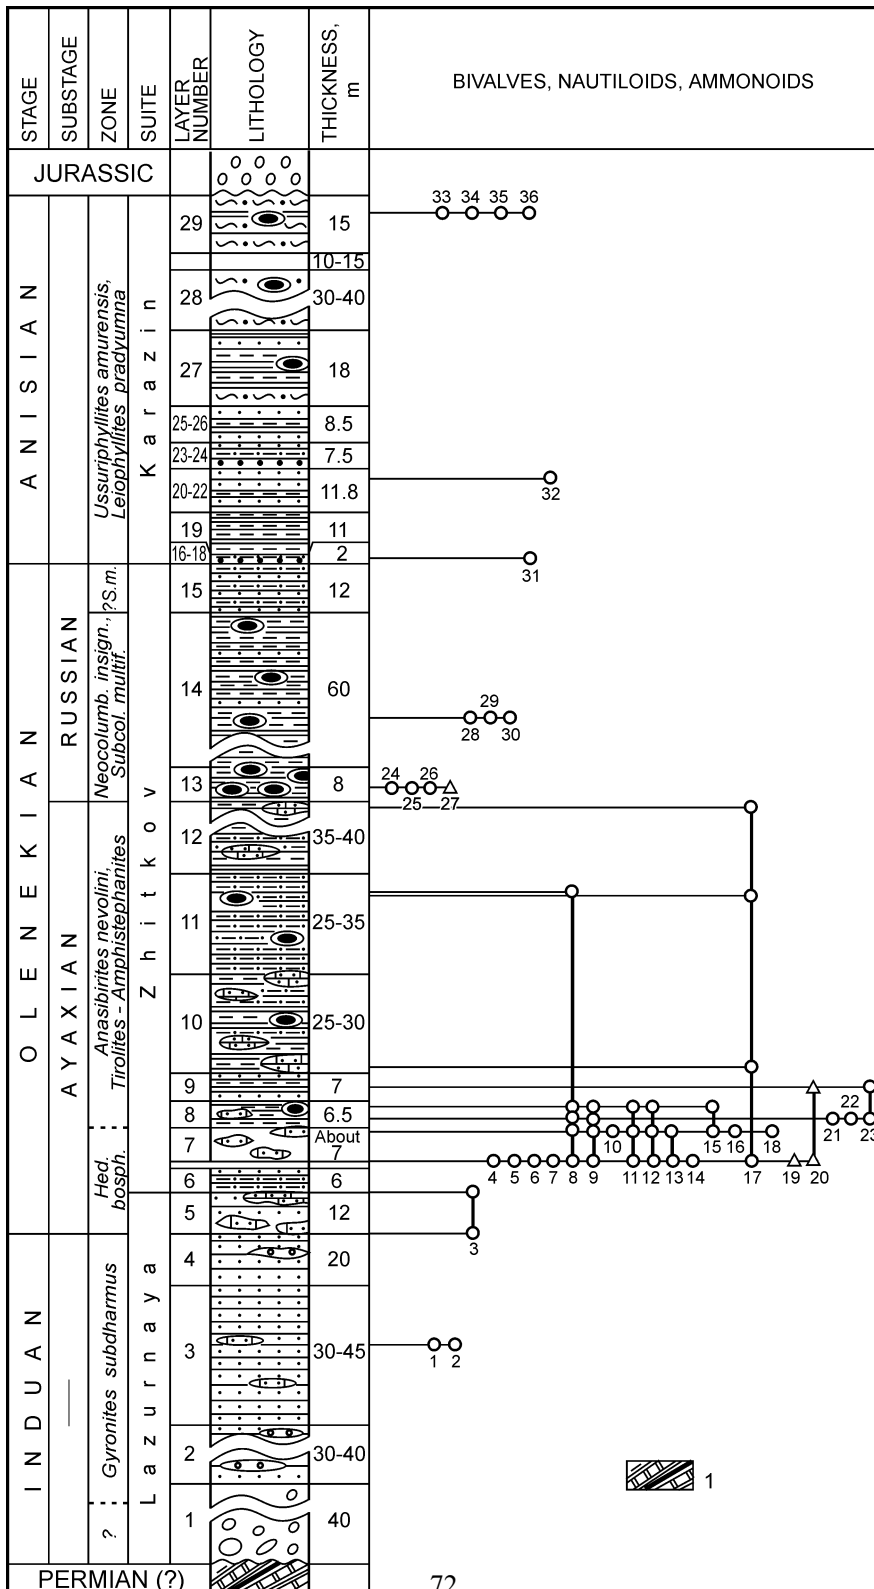 STAGE
SUBSTAGE
ZONE
SUITE
LAYER NUMBER
LITHOLOGY
THICKNESS, m
BIVALVES, NAUTILOIDS, AMMONOIDS
JURASSIC
ANISIAN
OLENEKIAN
INDUAN
RUSSIAN
AYAXIAN
Ussuriphyllites amurensis,
Leiophyllites pradyumna
?S.m.
Neocolumb. insign.,
Subcol. multif.
Anasibirites nevolini,
Tirolites - Amphistephanites
Hed.
bosph.
Gyronites subdharmus
?
Karazin
Zhitkov
Lazurnaya
29 15
10-15
28 30-40
27 18
25-26 8.5
23-24 7.5
20-22 11.8
19 11
16-18 2
15 12
14 60
13 8
12 35-40
11 25-35
10 25-30
9 7
8 6.5
7 About 7
6 6
5 12
4 20
3 30-45
2 30-40
1 40
33 34 35 36
32
31
29
28 30
24 26
25 27
22
21 23
10 15 16 18
4 5 6 7 8 9 11 12 13 14 17 19 20
3
1 2
1
PERMIAN (?)
72